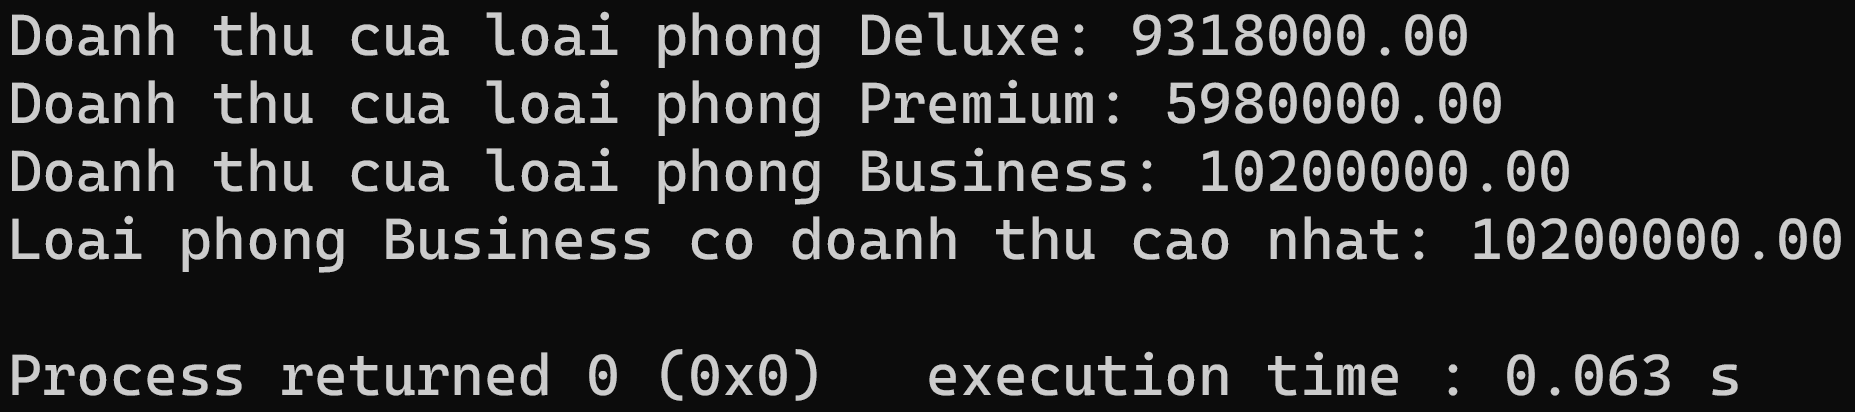 Doanh thu cua loai phong Deluxe: 9318000.00
Doanh thu cua loai phong Premium: 5980000.00
Doanh thu cua loai phong Business: 10200000.00
Loai phong Business co doanh thu cao nhat: 10200000.00
Process returned 0 (0x0)   execution time : 0.063 s